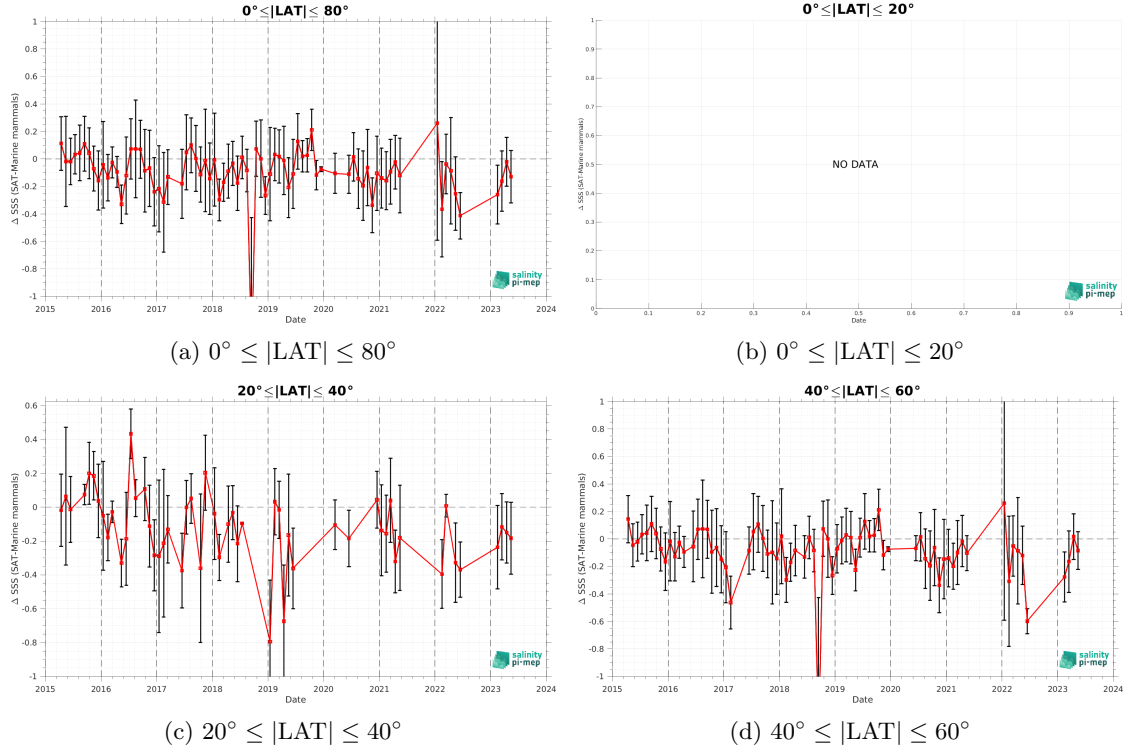 0°≤|LAT|≤ 80°
Δ SSS (SAT-Marine mammals)
1
0.8
0.6
0.4
0.2
0
-0.2
-0.4
-0.6
-0.8
-1
2015 2016 2017 2018 2019 2020 2021 2022 2023 2024
Date
salinity
pi-mep
(a) 0° ≤ |LAT| ≤ 80°
0°≤|LAT|≤ 20°
Δ SSS (SAT-Marine mammals)
1
0.9
0.8
0.7
0.6
0.5
0.4
0.3
0.2
0.1
0
NO DATA
0 0.1 0.2 0.3 0.4 0.5 0.6 0.7 0.8 0.9 1
Date
salinity
pi-mep
(b) 0° ≤ |LAT| ≤ 20°
20°≤|LAT|≤ 40°
Δ SSS (SAT-Marine mammals)
0.6
0.4
0.2
0
-0.2
-0.4
-0.6
-0.8
-1
2015 2016 2017 2018 2019 2020 2021 2022 2023 2024
Date
salinity
pi-mep
(c) 20° ≤ |LAT| ≤ 40°
40°≤|LAT|≤ 60°
Δ SSS (SAT-Marine mammals)
1
0.8
0.6
0.4
0.2
0
-0.2
-0.4
-0.6
-0.8
-1
2015 2016 2017 2018 2019 2020 2021 2022 2023 2024
Date
salinity
pi-mep
(d) 40° ≤ |LAT| ≤ 60°